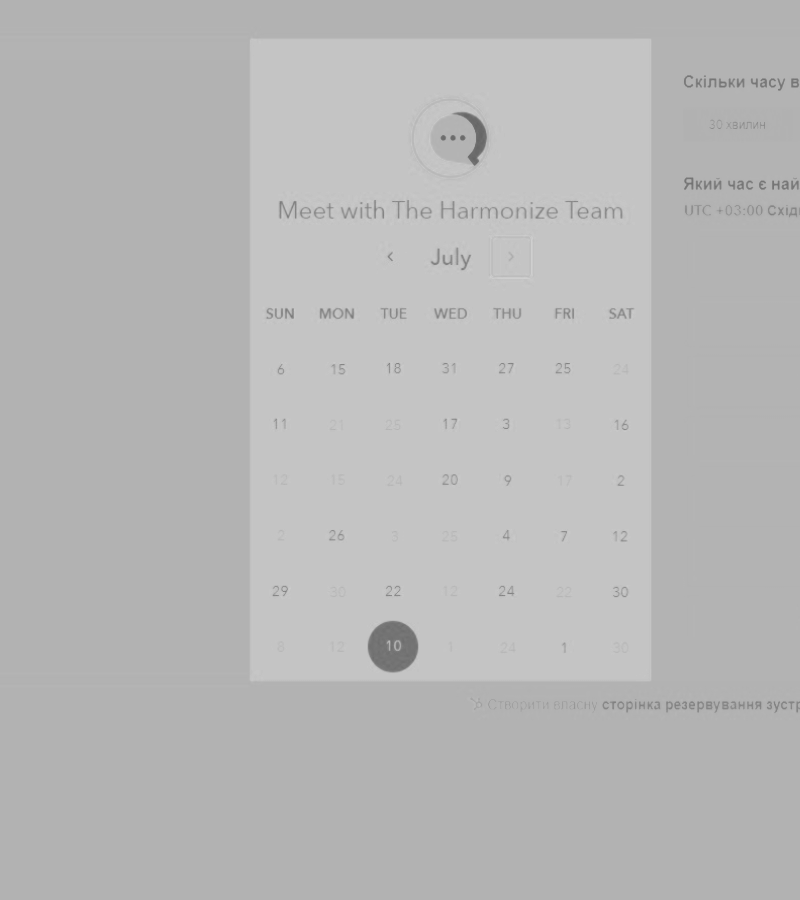 Скільки часу в
30 хвилин
Meet with The Harmonize Team
Який час є най
UTC +03:00 Східн
July
SUN MON TUE WED THU FRI SAT
6 15 18 31 27 25 24
11 21 25 17 3 13 16
12 15 24 20 9 17 2
2 26 3 25 4 7 12
29 30 22 12 24 22 30
8 12 10 1 24 1 30
Створити власну сторінка резервування зустр